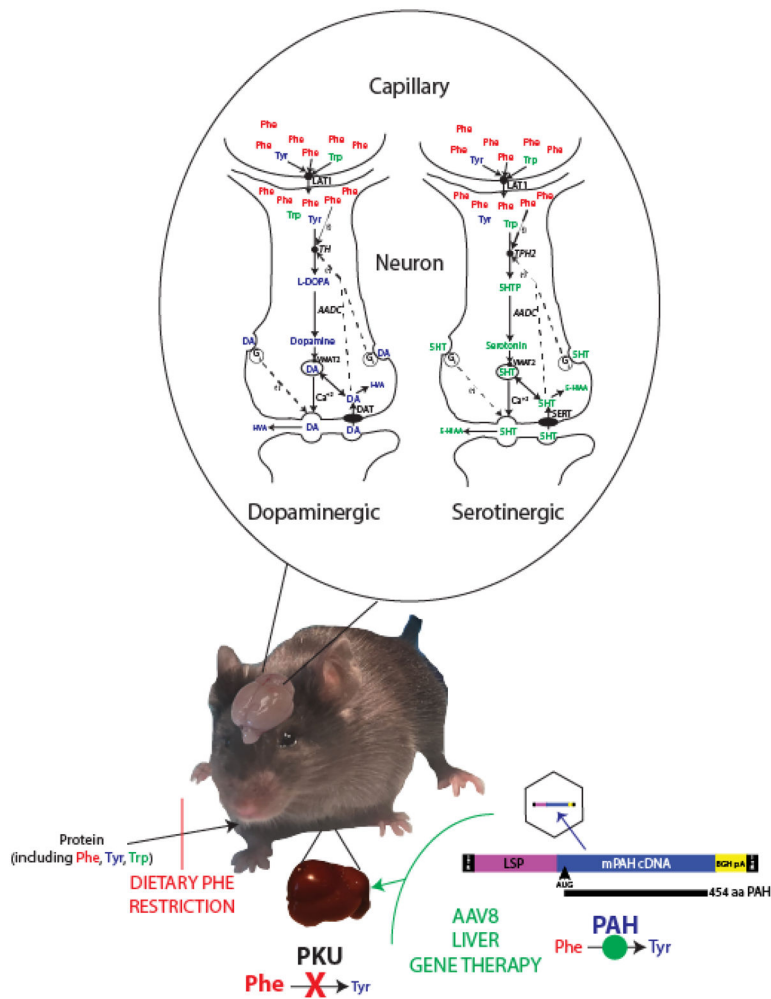 Capillary
Phe
Phe Phe Phe
Phe Phe Phe
Tyr Trp
LAT1
Phe Phe Phe Phe Phe
Trp Tyr
TH
L-DOPA
AADC
Dopamine
VMAT2
DA
DA
G
DA
G
DA
HVA
Ca+2
DAT
HVA
DA
DA
Dopaminergic
Neuron
Phe
Phe Phe Phe
Phe Phe Phe
Tyr Trp
LAT1
Phe Phe Phe Phe Phe
Tyr Trp
TPH2
5HTP
AADC
Serotonin
VMAT2
5HT
5HT
G
5HT
G
5HT
5-HIAA
Ca+2
SERT
5-HIAA
5HT
5HT
Serotinergic
Protein
(including Phe, Tyr, Trp)
DIETARY PHE
RESTRICTION
PKU
Phe X Tyr
AAV8
LIVER
GENE THERAPY
LSP mPAH cDNA BGH pA
AUG
454 aa PAH
PAH
Phe Tyr